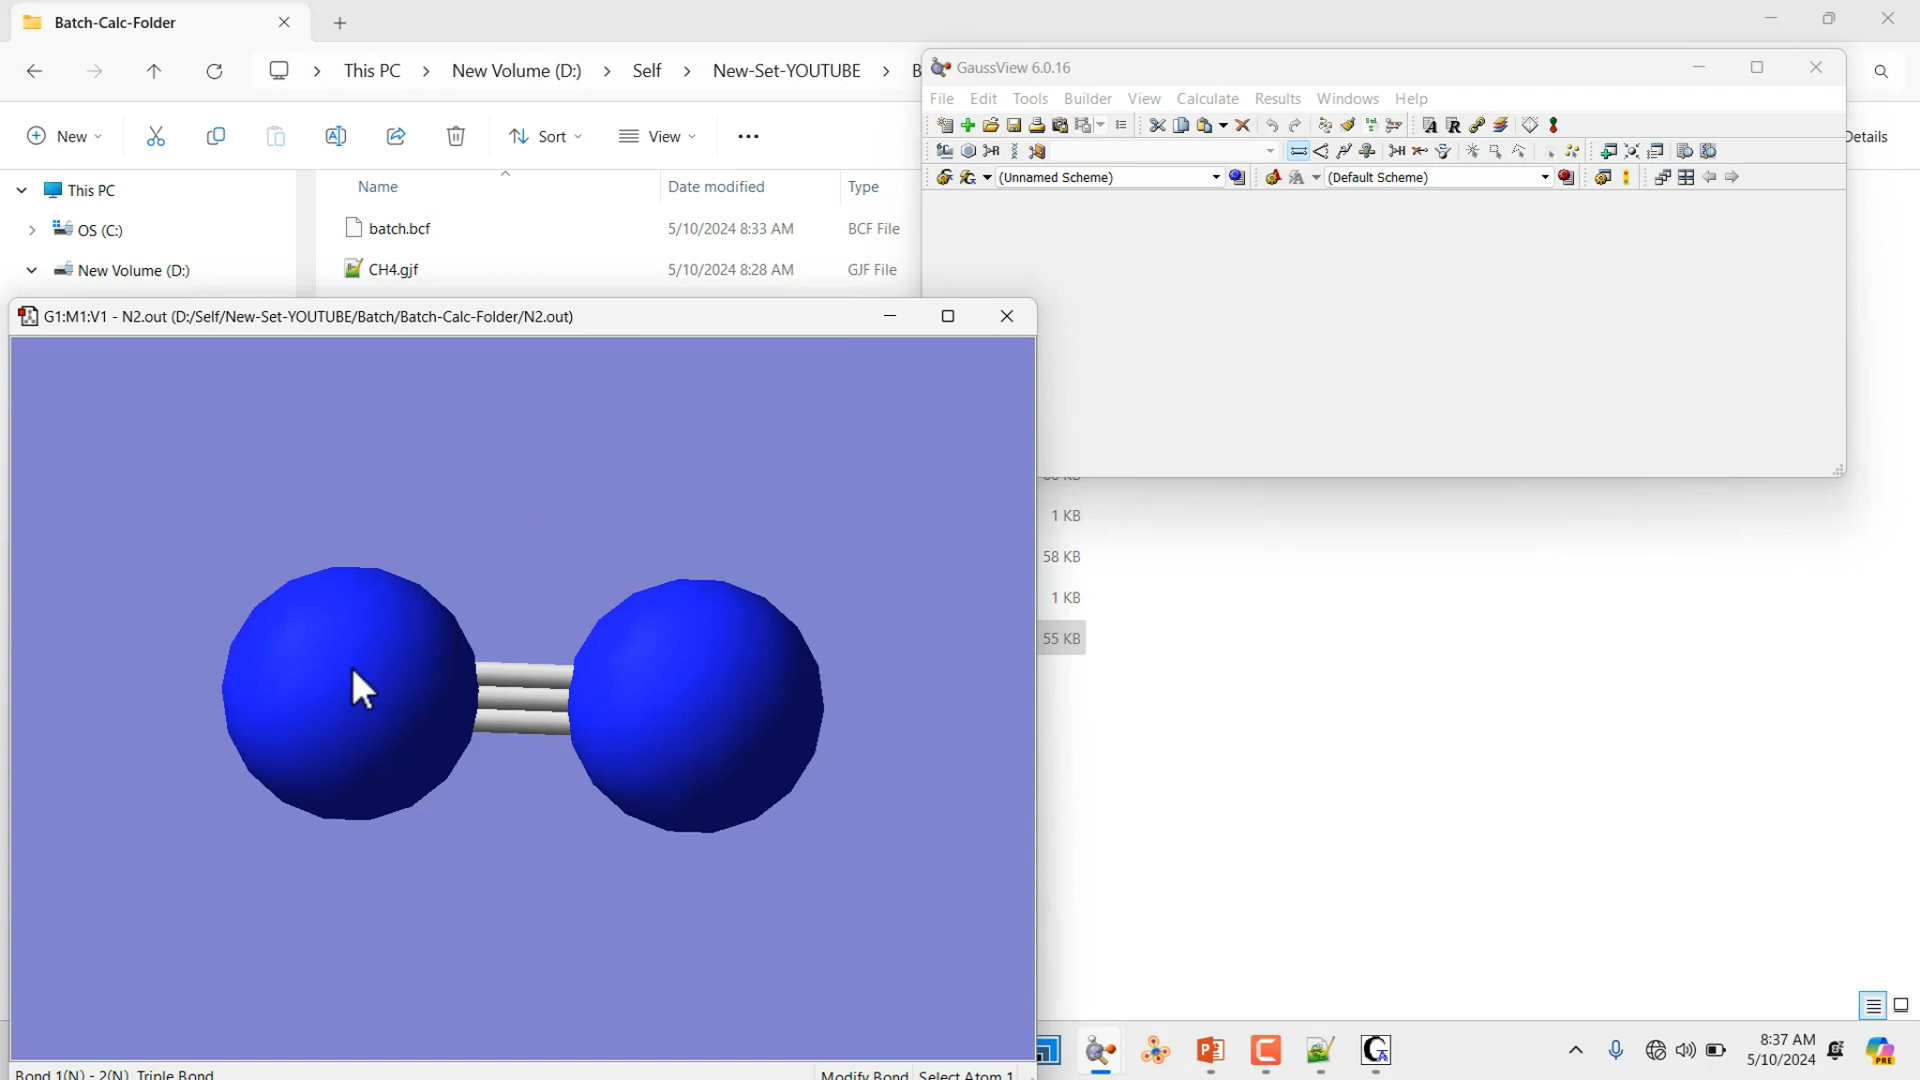 Batch-Calc-Folder
This PC > New Volume (D:) > Self > New-Set-YOUTUBE > B
GaussView 6.0.16
File Edit Tools Builder View Calculate Results Windows Help
New Sort View
Details
(Unnamed Scheme) (Default Scheme)
Name Date modified Type
This PC
OS (C:)
New Volume (D:)
batch.bcf 5/10/2024 8:33 AM BCF File
CH4.gjf 5/10/2024 8:28 AM GJF File
G1:M1:V1 - N2.out (D:/Self/New-Set-YOUTUBE/Batch/Batch-Calc-Folder/N2.out)
1 KB
58 KB
1 KB
55 KB
8:37 AM
5/10/2024
PRE
Bond 1(N) - 2(N) Triple Bond Modify Bond Select Atom 1